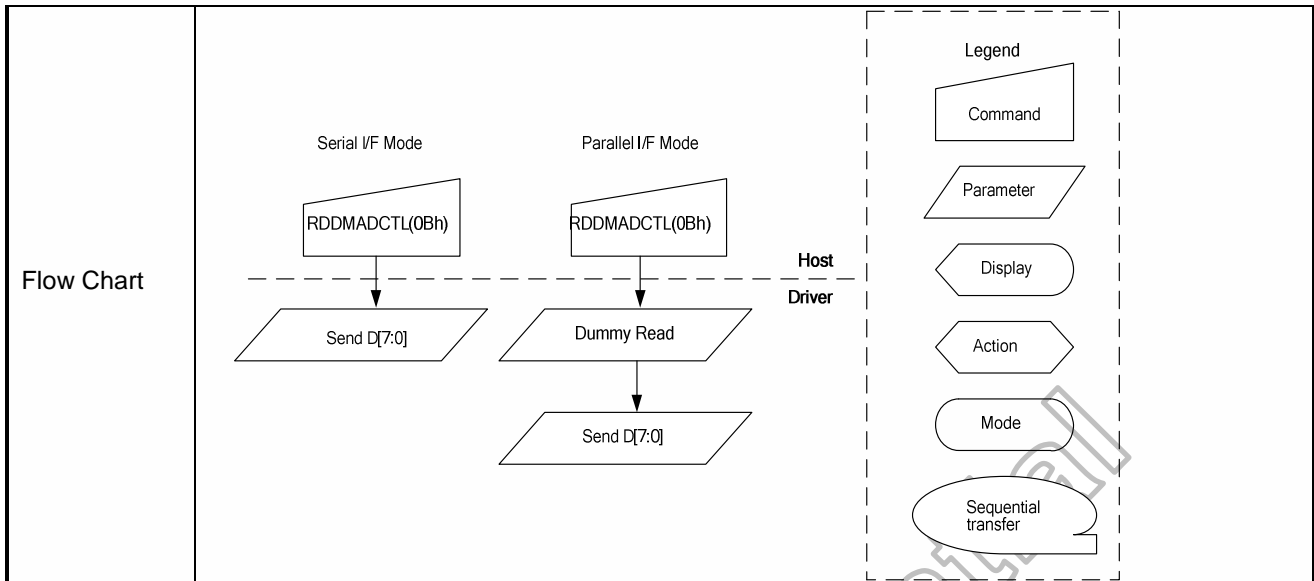 Flow Chart
Serial I/F Mode
Parallel I/F Mode
RDDMADCTL(0Bh)
RDDMADCTL(0Bh)
Host
Driver
Send D[7:0]
Dummy Read
Send D[7:0]
Legend
Command
Parameter
Display
Action
Mode
Sequential
transfer